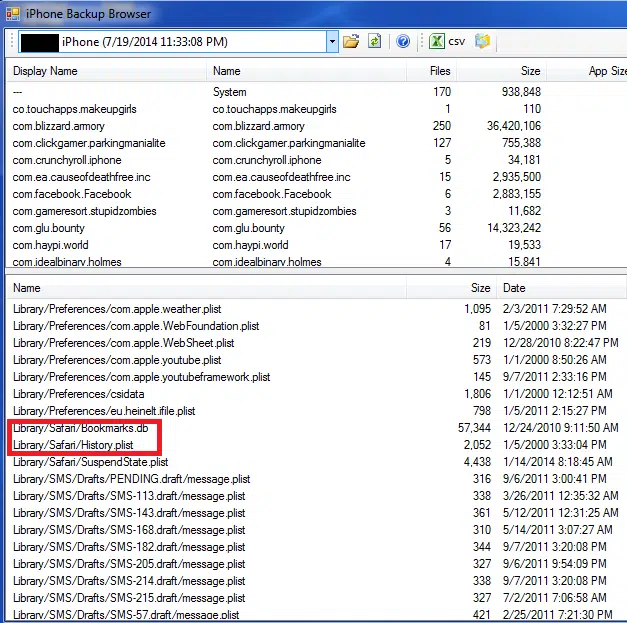 iPhone Backup Browser
iPhone (7/19/2014 11:33:08 PM) csv
Display Name Name Files Size App Size
--- System 170 938,848
co.touchapps.makeupgirls co.touchapps.makeupgirls 1 110
com.blizzard.armory com.blizzard.armory 250 36,420,106
com.clickgamer.parkingmanialite com.clickgamer.parkingmanialite 127 755,388
com.crunchyroll.iphone com.crunchyroll.iphone 5 34,181
com.ea.causeofdeathfree.inc com.ea.causeofdeathfree.inc 15 2,935,500
com.facebook.Facebook com.facebook.Facebook 6 2,883,155
com.gameresort.stupidzombies com.gameresort.stupidzombies 3 11,682
com.glu.bounty com.glu.bounty 56 14,323,242
com.haypi.world com.haypi.world 17 19,533
com.idealbinary.holmes com.idealbinary.holmes 4 15,841
Name Size Date
Library/Preferences/com.apple.weather.plist 1,095 2/3/2011 7:29:52 AM
Library/Preferences/com.apple.WebFoundation.plist 81 1/5/2000 3:32:27 PM
Library/Preferences/com.apple.WebSheet.plist 219 12/28/2010 8:22:47 PM
Library/Preferences/com.apple.youtube.plist 573 1/1/2000 8:50:26 AM
Library/Preferences/com.apple.youtubeframework.plist 145 9/7/2011 2:33:16 PM
Library/Preferences/csidata 1,806 1/1/2000 12:12:51 AM
Library/Preferences/eu.heinelt.ifile.plist 798 1/5/2011 2:15:27 PM
Library/Safari/Bookmarks.db 57,344 12/24/2010 9:11:50 AM
Library/Safari/History.plist 2,052 1/5/2000 3:33:04 PM
Library/Safari/SuspendState.plist 4,438 1/14/2014 8:18:45 AM
Library/SMS/Drafts/PENDING.draft/message.plist 316 9/6/2011 3:00:41 PM
Library/SMS/Drafts/SMS-113.draft/message.plist 338 3/26/2011 12:35:32 AM
Library/SMS/Drafts/SMS-143.draft/message.plist 361 5/12/2011 12:31:25 AM
Library/SMS/Drafts/SMS-168.draft/message.plist 310 5/14/2011 3:07:27 AM
Library/SMS/Drafts/SMS-182.draft/message.plist 344 9/7/2011 3:20:08 PM
Library/SMS/Drafts/SMS-205.draft/message.plist 327 9/6/2011 9:54:09 PM
Library/SMS/Drafts/SMS-214.draft/message.plist 338 9/7/2011 3:20:08 PM
Library/SMS/Drafts/SMS-215.draft/message.plist 327 7/2/2011 7:06:58 AM
Library/SMS/Drafts/SMS-57.draft/message.plist 421 2/25/2011 7:21:30 PM